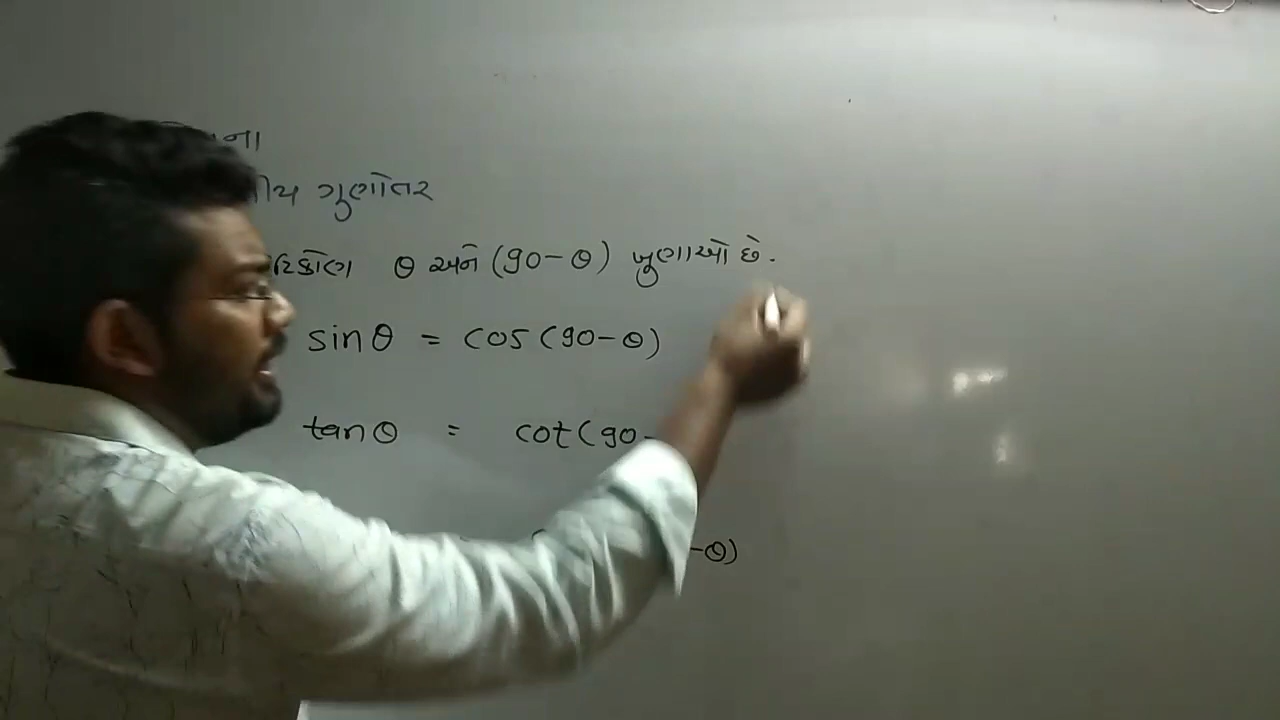 ના
ીય ગુણોતર
ટિકોણ θ અને (90-θ) ખુણાઓ છે.
sinθ = cos(90-θ)
tanθ = cot(90-
-θ)